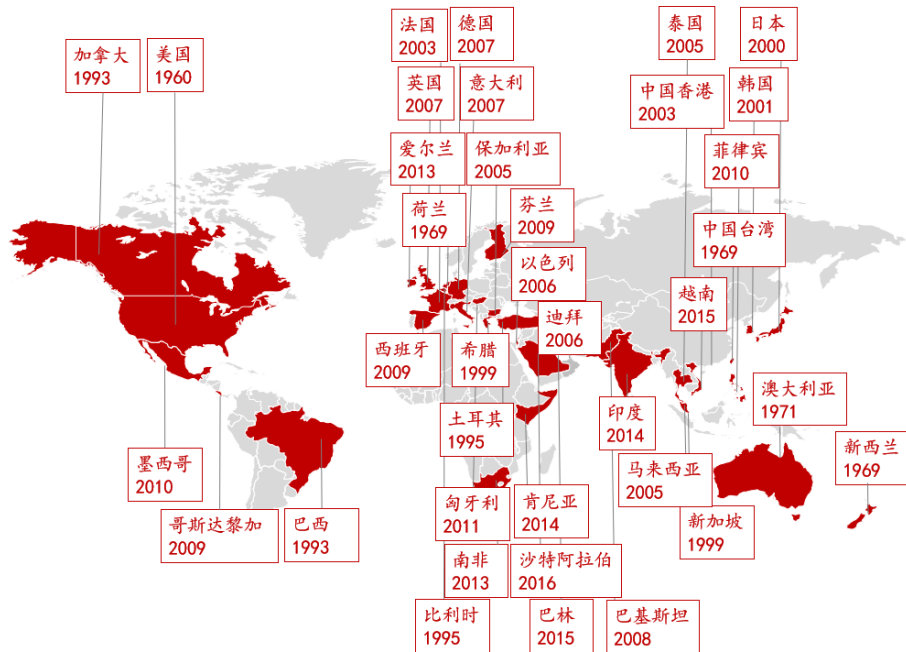 法国
2003
德国
2007
泰国
2005
日本
2000
加拿大
1993
美国
1960
英国
2007
意大利
2007
中国香港
2003
韩国
2001
爱尔兰
2013
保加利亚
2005
菲律宾
2010
荷兰
1969
芬兰
2009
中国台湾
1969
以色列
2006
越南
2015
迪拜
2006
西班牙
2009
希腊
1999
澳大利亚
1971
土耳其
1995
印度
2014
新西兰
1969
墨西哥
2010
马来西亚
2005
哥斯达黎加
2009
巴西
1993
匈牙利
2011
肯尼亚
2014
新加坡
1999
南非
2013
沙特阿拉伯
2016
比利时
1995
巴林
2015
巴基斯坦
2008